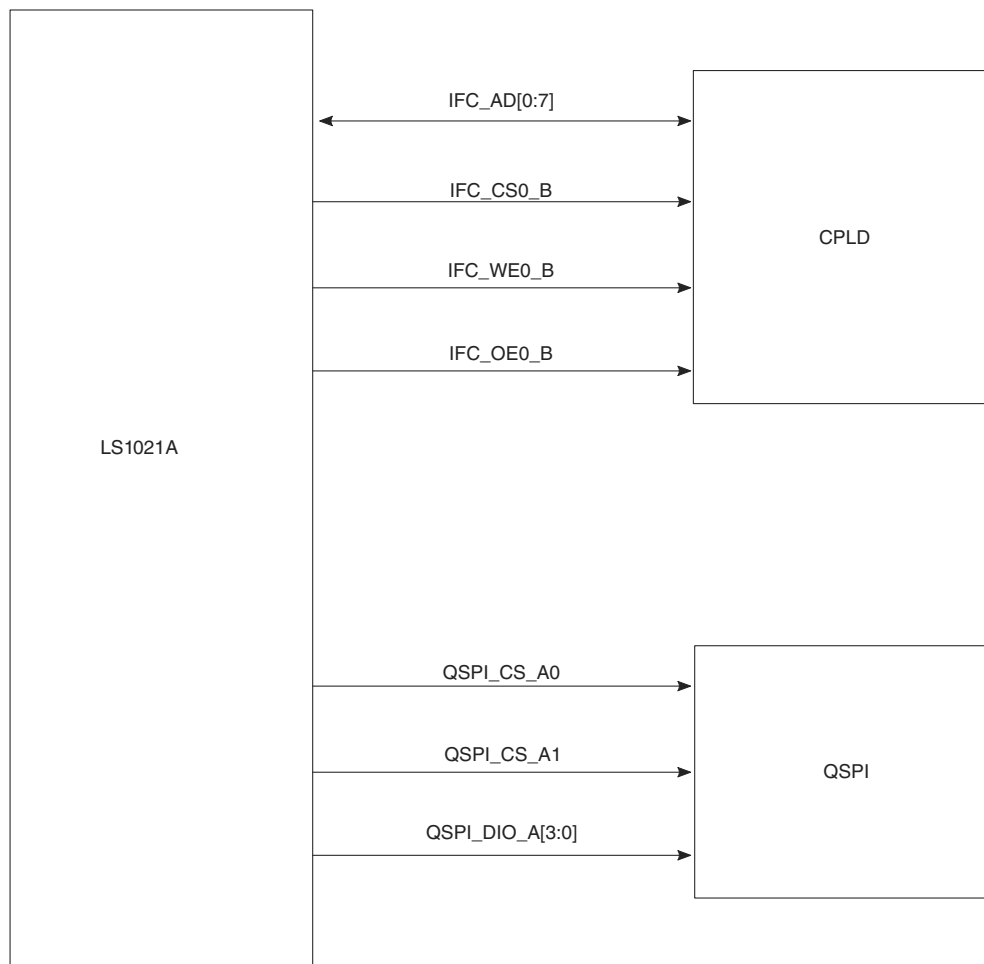 IFC_AD[0:7]
IFC_CS0_B
CPLD
IFC_WE0_B
IFC_OE0_B
LS1021A
QSPI_CS_A0
QSPI_CS_A1
QSPI
QSPI_DIO_A[3:0]